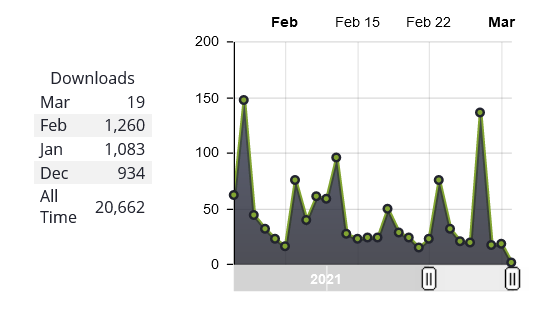 Feb Feb 15 Feb 22 Mar
Downloads
Mar 19
Feb 1,260
Jan 1,083
Dec 934
All
Time 20,662
200
150
100
50
0
2021